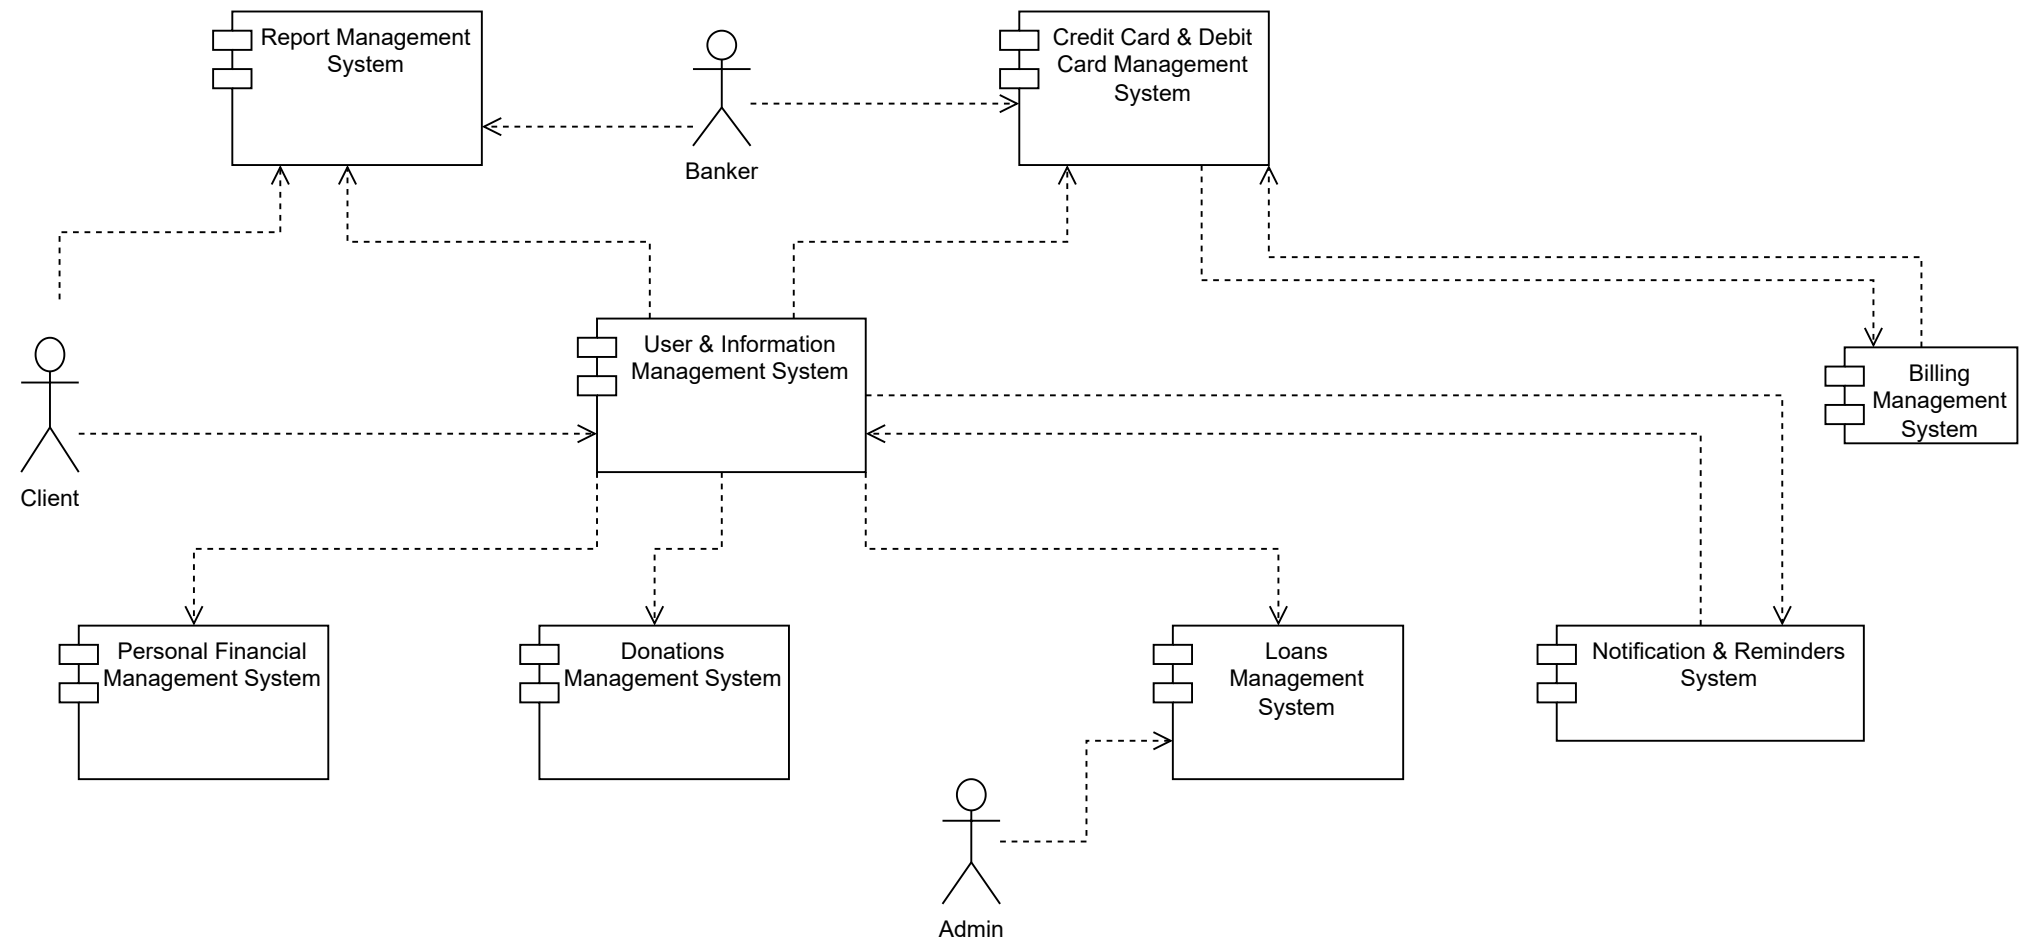 Report Management
System
Banker
Credit Card & Debit
Card Management
System
Client
User & Information
Management System
Billing
Management
System
Personal Financial
Management System
Donations
Management System
Loans
Management
System
Notification & Reminders
System
Admin